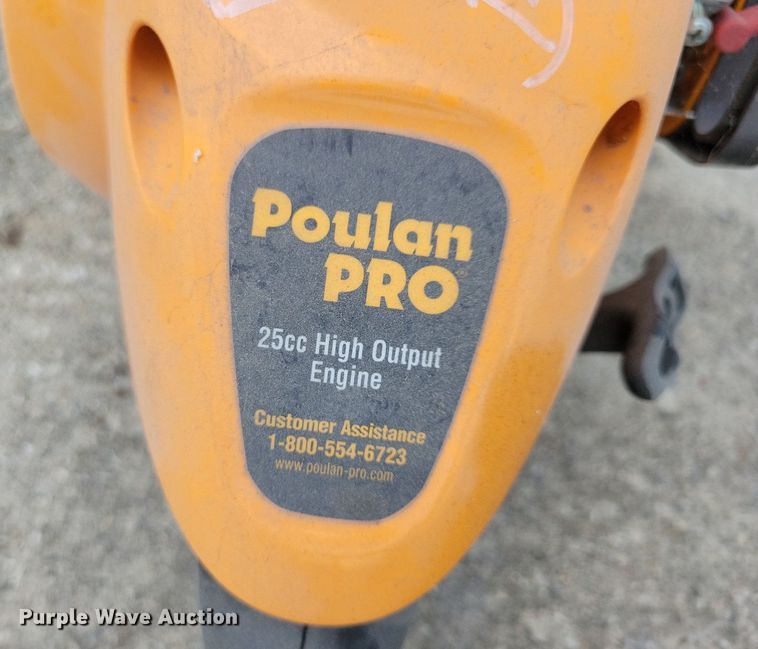 Poulan
PRO®
25cc High Output
Engine
Customer Assistance
1-800-554-6723
www.poulan-pro.com
Purple Wave Auction